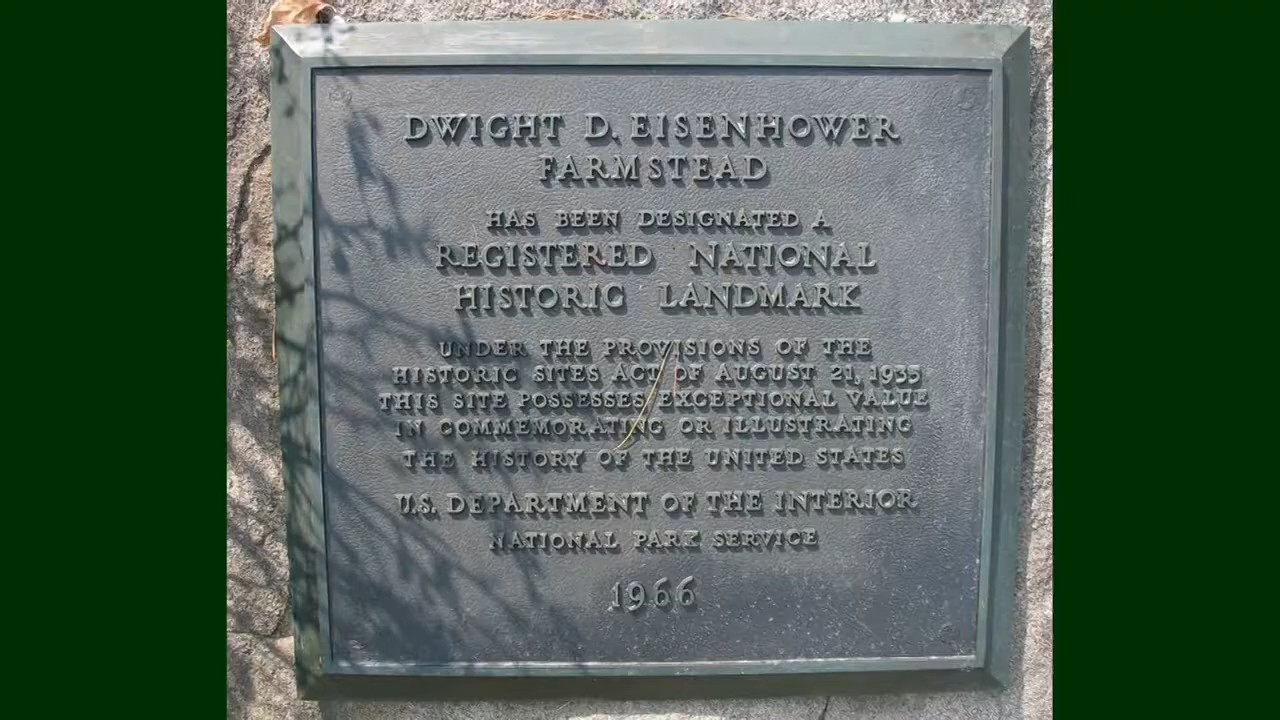 DWIGHT D. EISENHOWER
FARMSTEAD
HAS BEEN DESIGNATED A
REGISTERED NATIONAL
HISTORIC LANDMARK
UNDER THE PROVISIONS OF THE
HISTORIC SITES ACT OF AUGUST 21, 1935
THIS SITE POSSESSES EXCEPTIONAL VALUE
IN COMMEMORATING OR ILLUSTRATING
THE HISTORY OF THE UNITED STATES
U.S. DEPARTMENT OF THE INTERIOR
NATIONAL PARK SERVICE
1966